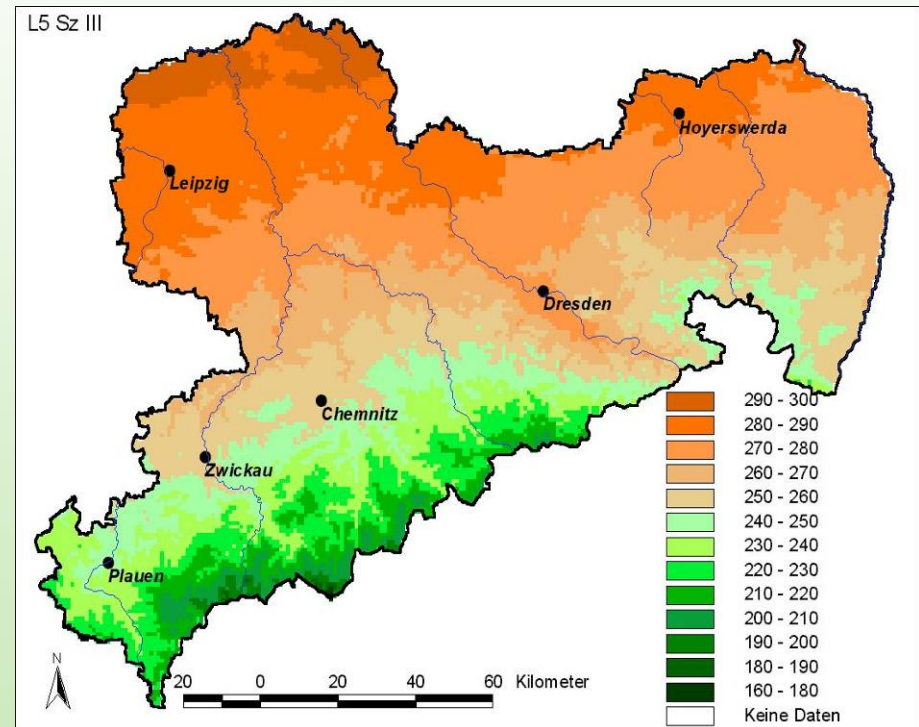 L5 Sz III
Hoyerswerda
Leipzig
Dresden
Chemnitz
Zwickau
Plauen
290 - 300
280 - 290
270 - 280
260 - 270
250 - 260
240 - 250
230 - 240
220 - 230
210 - 220
200 - 210
190 - 200
180 - 190
160 - 180
Keine Daten
N
20 0 20 40 60 Kilometer